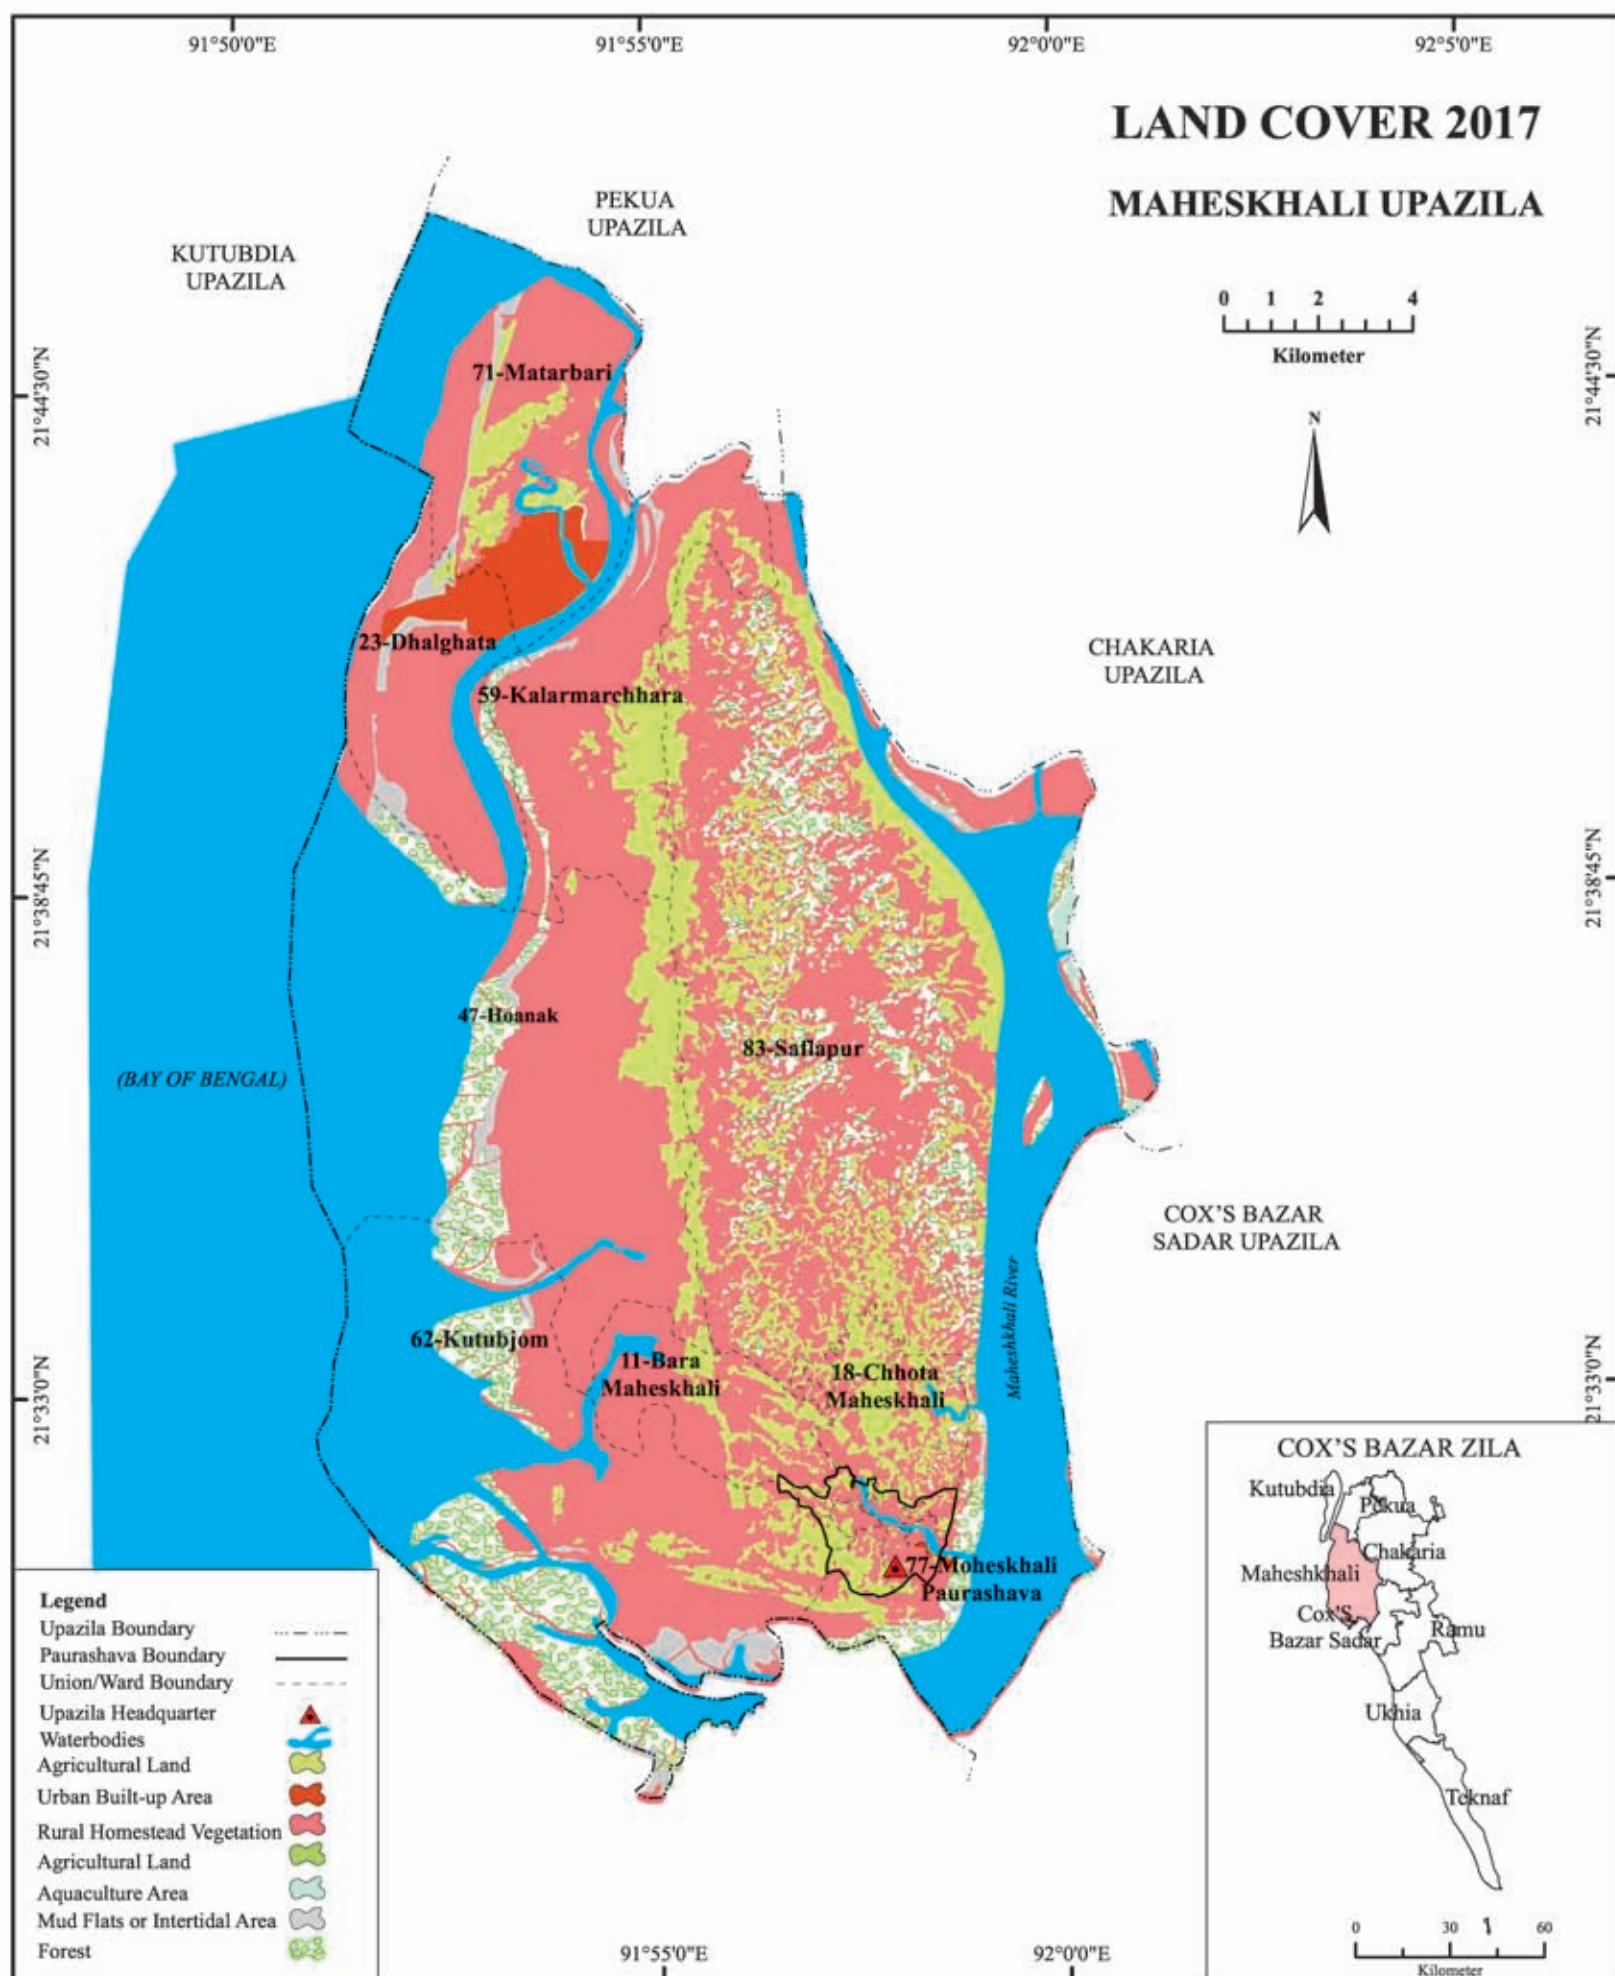 91°50'0"E
91°55'0"E
92°0'0"E
92°5'0"E
LAND COVER 2017
MAHESKHALI UPAZILA
PEKUA
UPAZILA
KUTUBDIA
UPAZILA
0 1 2 4
Kilometer
21°44'30"N
21°44'30"N
N
71-Matarbari
23-Dhalghata
59-Kalarmarchhara
CHAKARIA
UPAZILA
21°38'45"N
21°38'45"N
47-Hoanak
83-Saflapur
(BAY OF BENGAL)
COX'S BAZAR
SADAR UPAZILA
Maheshkhali River
62-Kutubjom
11-Bara
Maheskhali
18-Chhota
Maheskhali
21°33'0"N
21°33'0"N
77-Moheskhali
Paurashava
COX'S BAZAR ZILA
Kutubdia
Pekua
Chakaria
Maheshkhali
Cox'S
Bazar Sadar
Ramu
Ukhia
Teknaf
0 30 60
Kilometer
Legend
Upazila Boundary
Paurashava Boundary
Union/Ward Boundary
Upazila Headquarter
Waterbodies
Agricultural Land
Urban Built-up Area
Rural Homestead Vegetation
Agricultural Land
Aquaculture Area
Mud Flats or Intertidal Area
Forest
91°55'0"E
92°0'0"E